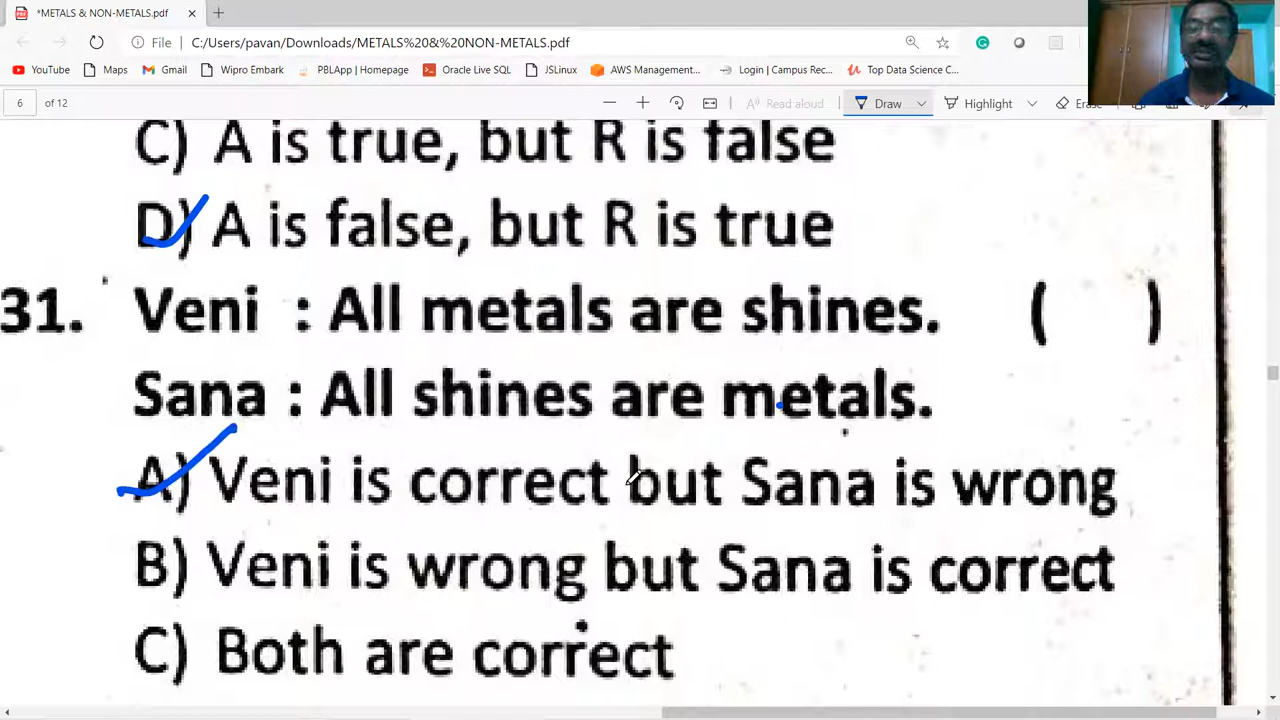 *METALS & NON-METALS.pdf
File C:/Users/pavan/Downloads/METALS%20&%20NON-METALS.pdf
YouTube Maps Gmail Wipro Embark PBLApp | Homepage Oracle Live SQL JSLinux AWS Management... Login | Campus Rec... Top Data Science C...
6 of 12 Read aloud Draw Highlight
C) A is true, but R is false
D) A is false, but R is true
31. Veni : All metals are shines. ( )
Sana : All shines are metals.
A) Veni is correct but Sana is wrong
B) Veni is wrong but Sana is correct
C) Both are correct